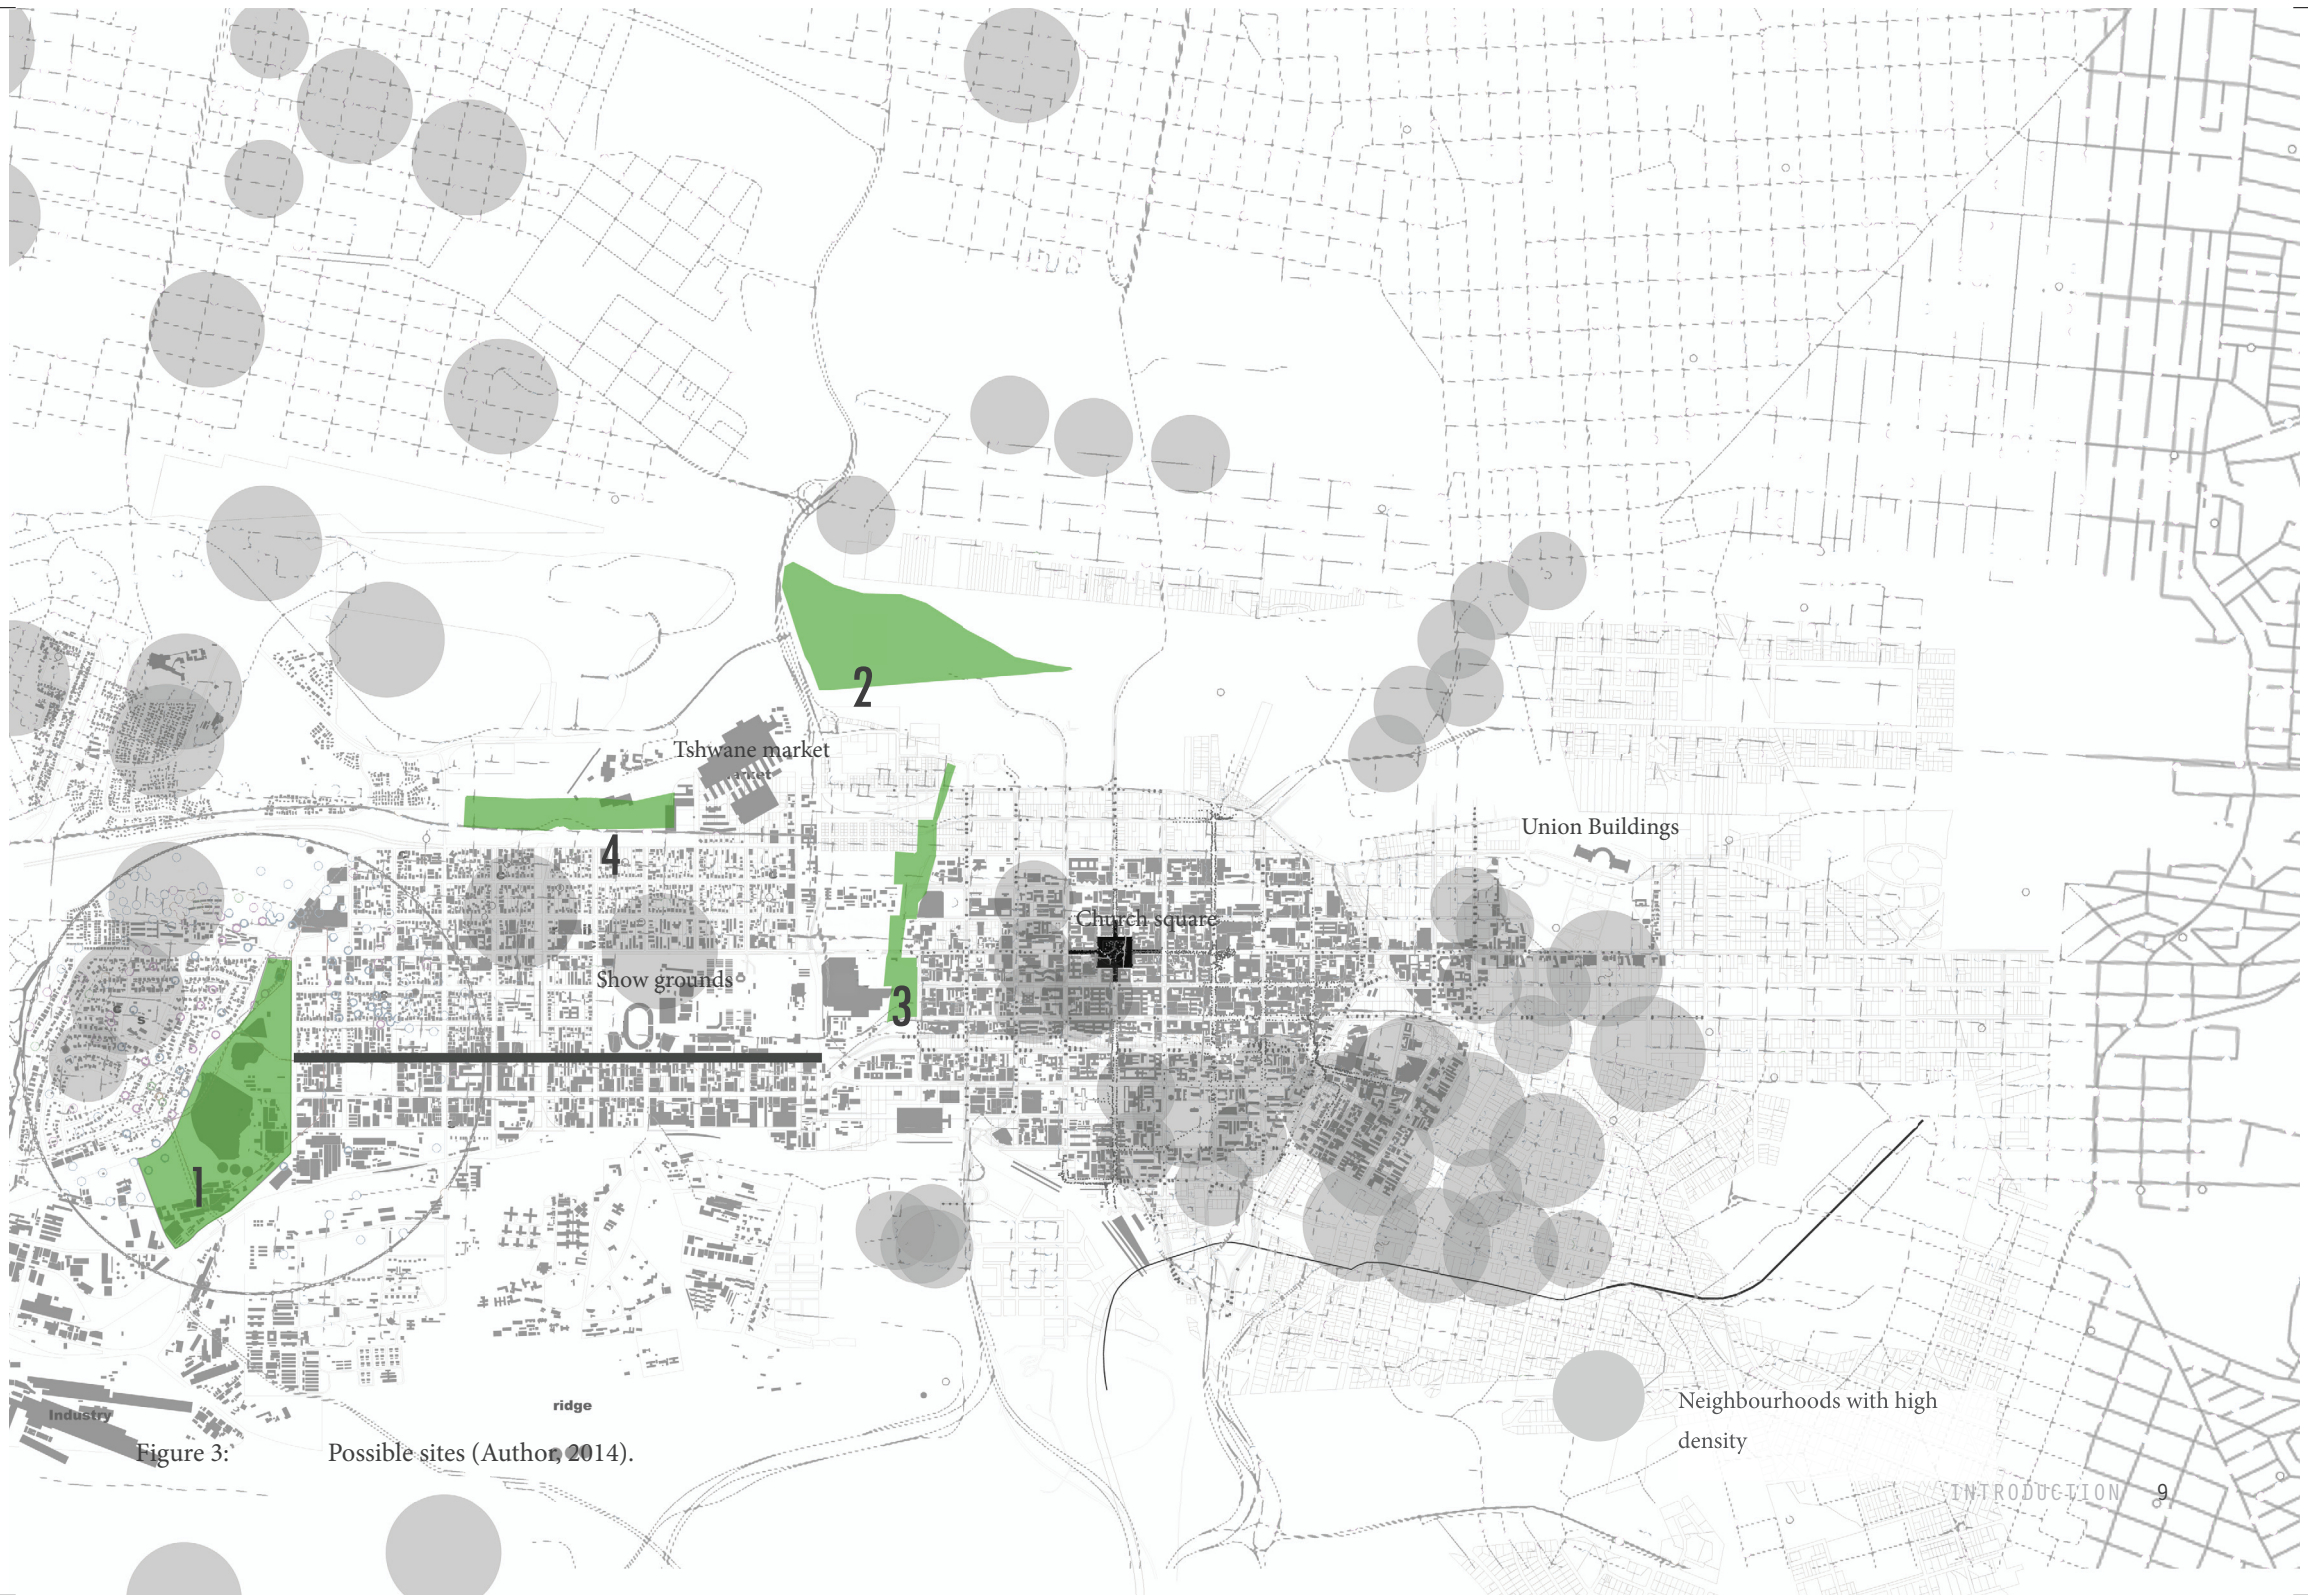 2
Tshwane market
arket
Union Buildings
4
Church square
Show grounds
3
1
ridge
Industry
Neighbourhoods with high
density
Figure 3: Possible sites (Author, 2014).
INTRODUCTION 9